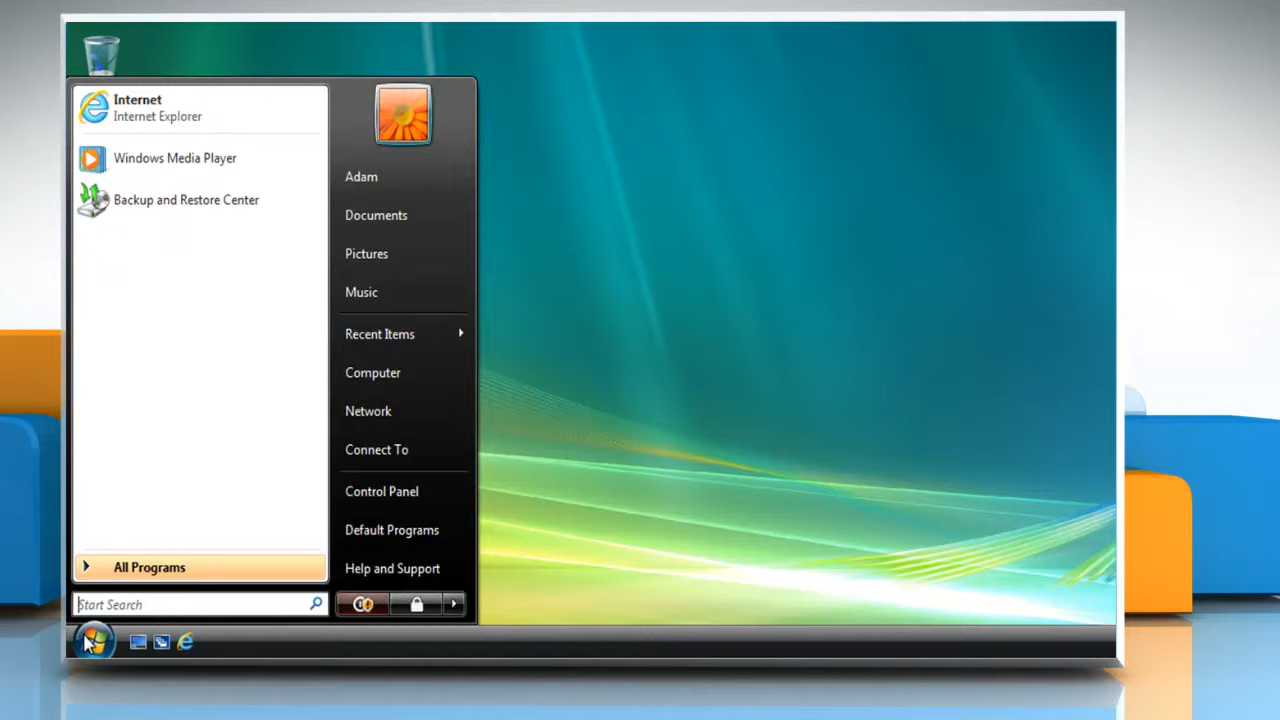 Internet
Internet Explorer
Windows Media Player
Backup and Restore Center
All Programs
Start Search
Adam
Documents
Pictures
Music
Recent Items
Computer
Network
Connect To
Control Panel
Default Programs
Help and Support